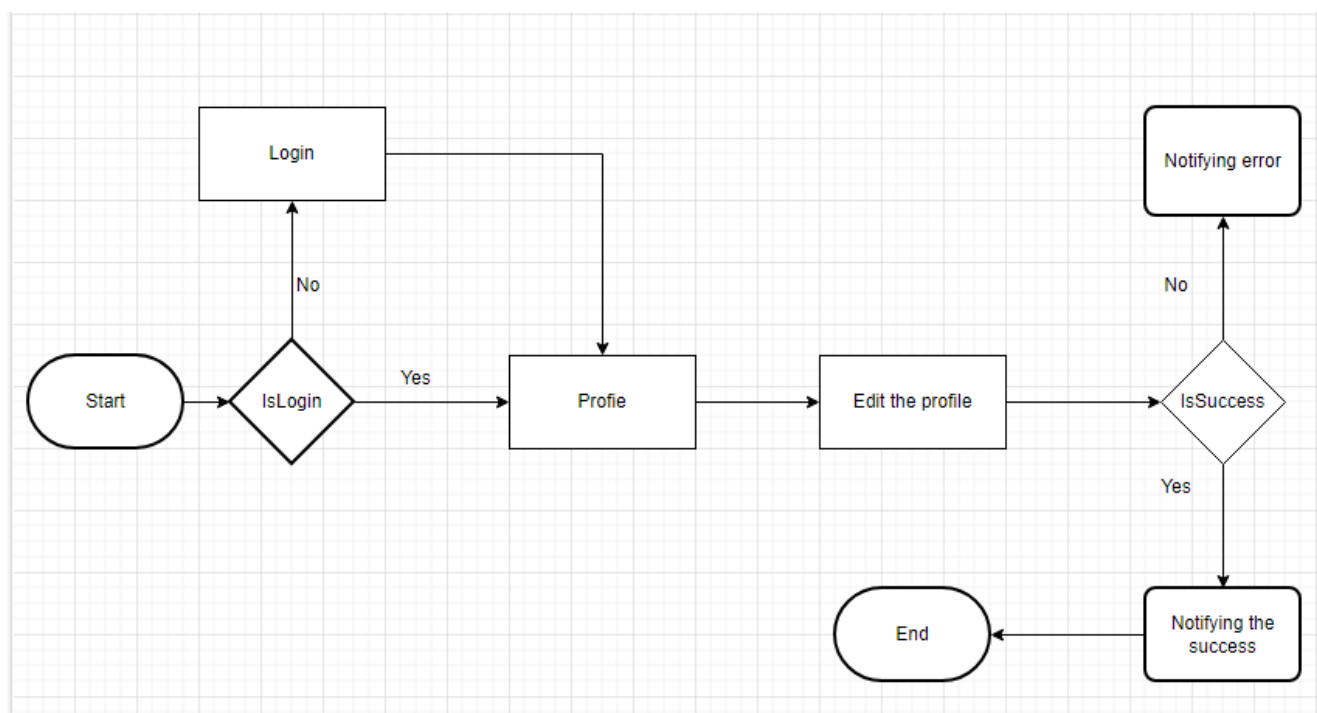 Login
Notifying error
No
No
Start
IsLogin
Yes
Profie
Edit the profile
IsSuccess
Yes
End
Notifying the
success